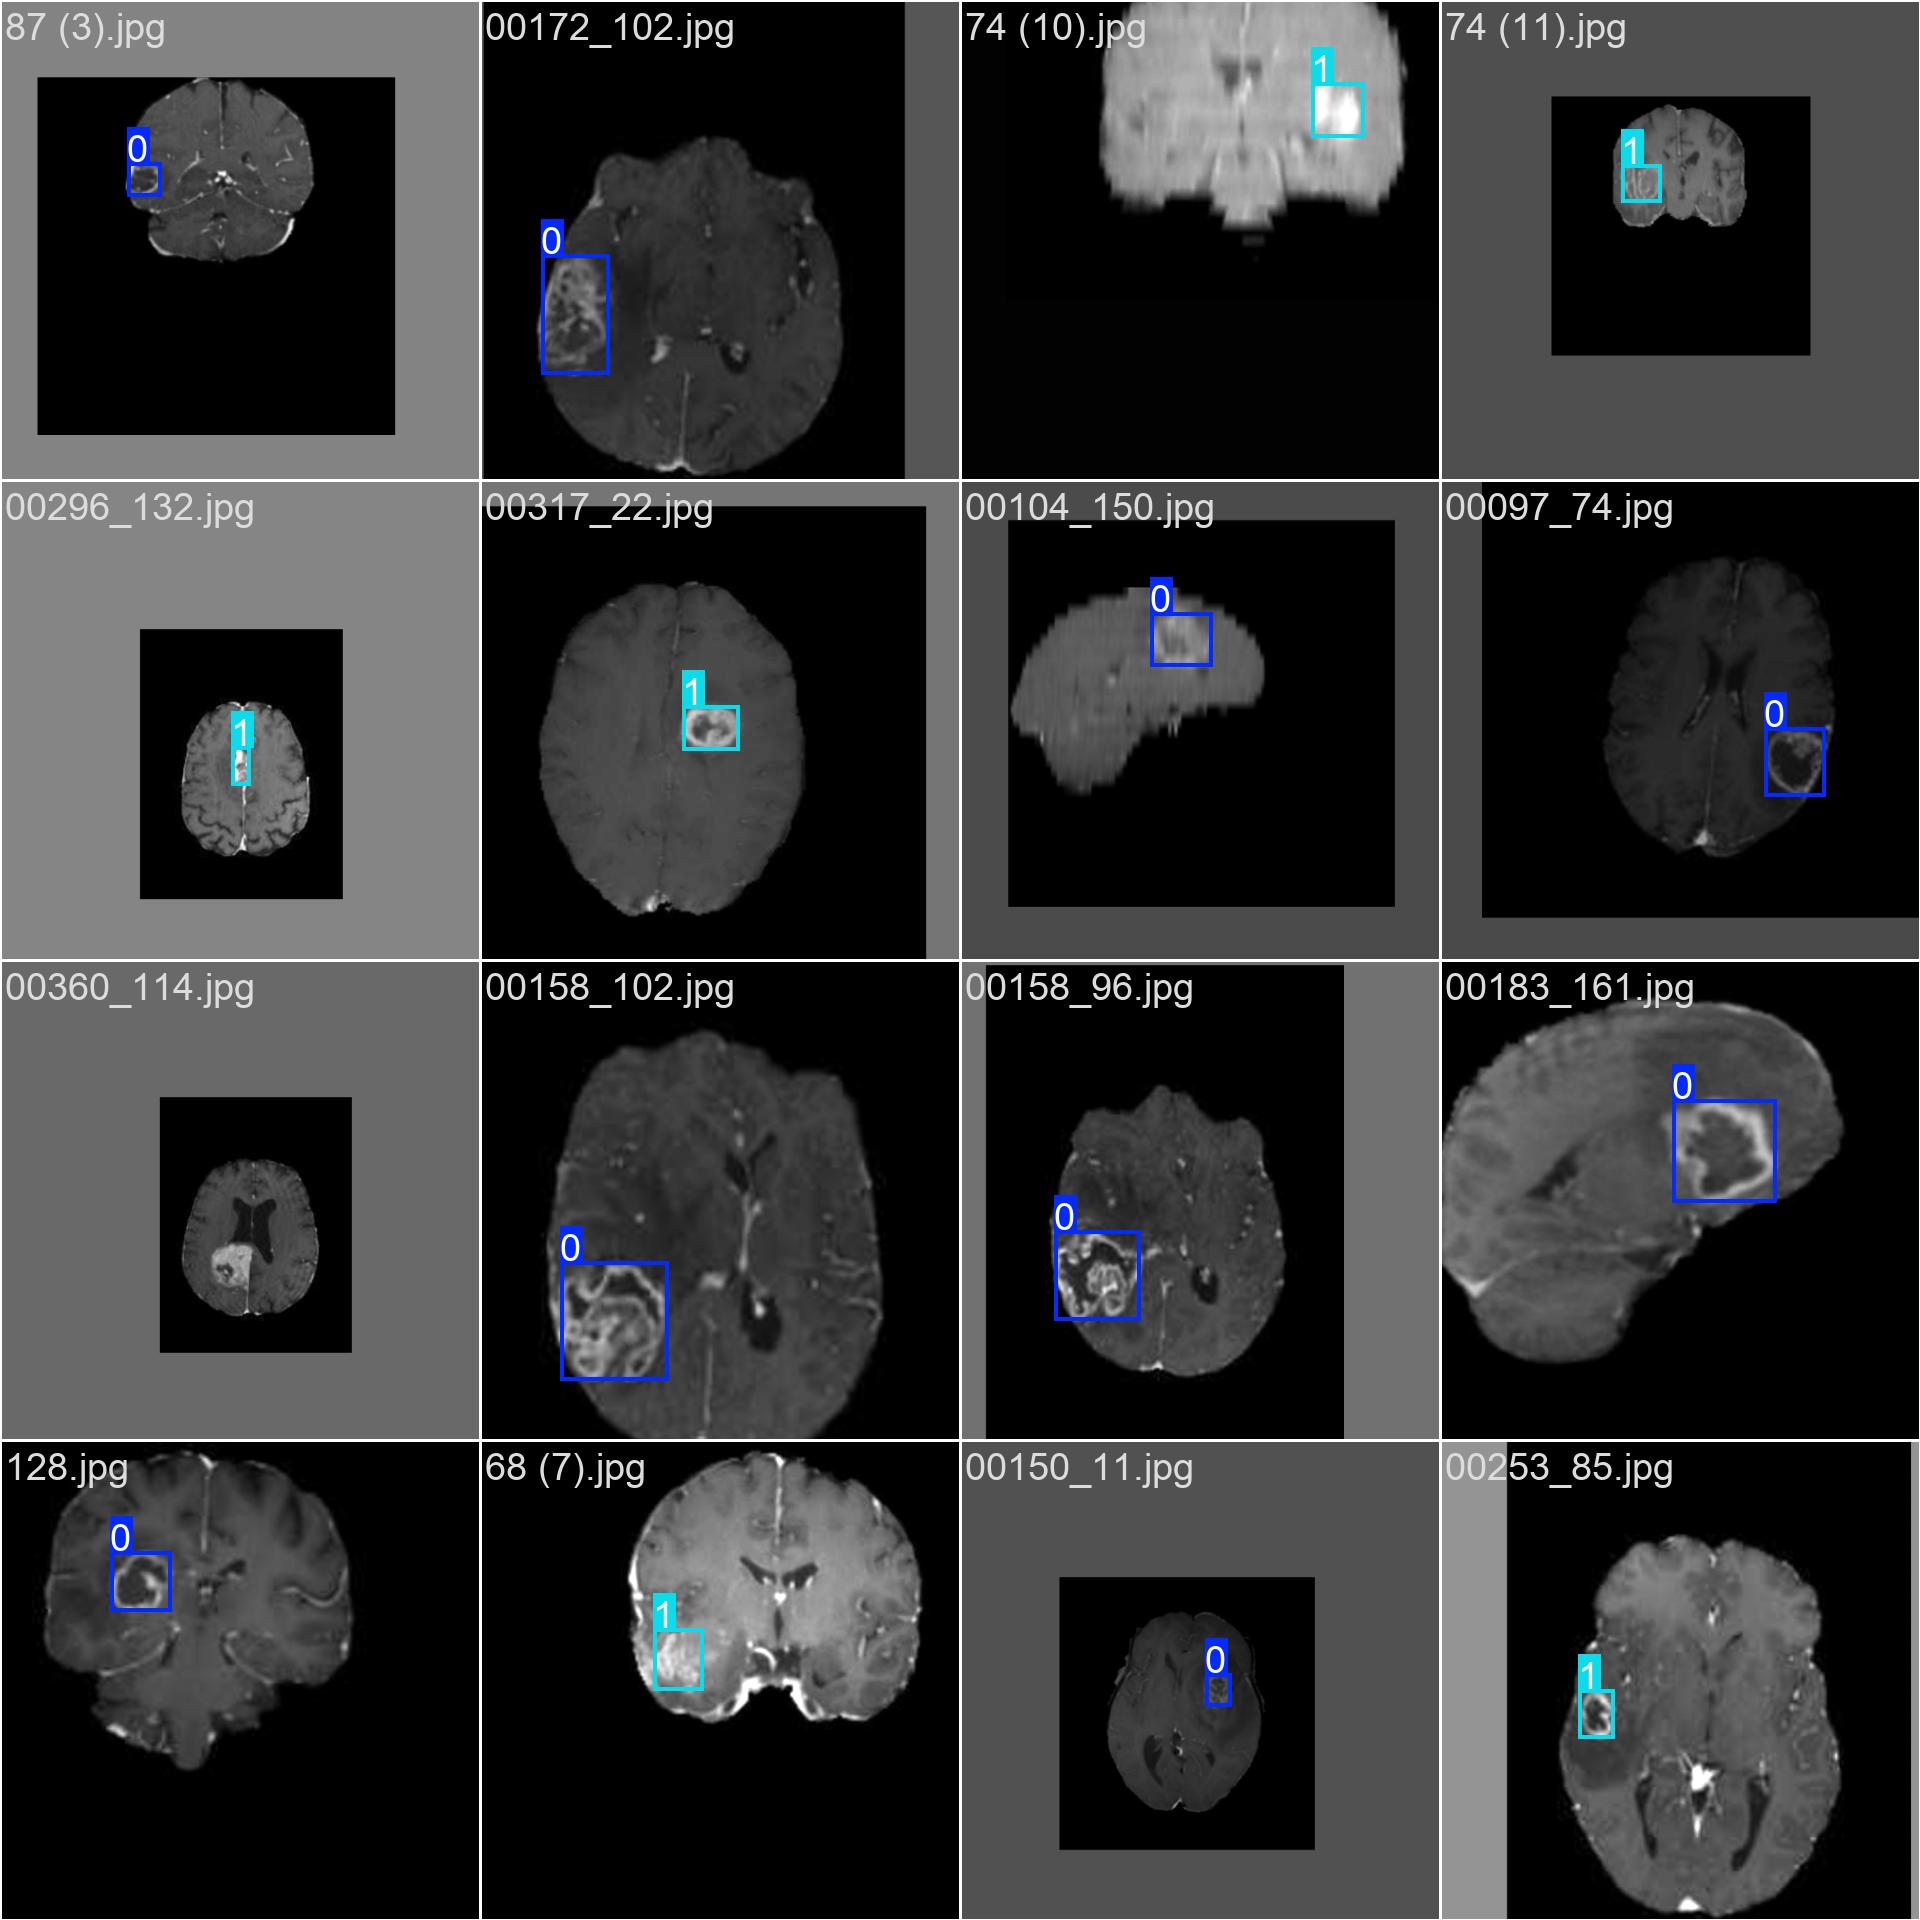 87 (3).jpg
0
00172_102.jpg
0
74 (10).jpg
1
74 (11).jpg
1
00296_132.jpg
1
00317_22.jpg
1
00104_150.jpg
0
00097_74.jpg
0
00360_114.jpg
00158_102.jpg
0
00158_96.jpg
0
00183_161.jpg
0
128.jpg
0
68 (7).jpg
1
00150_11.jpg
0
00253_85.jpg
1